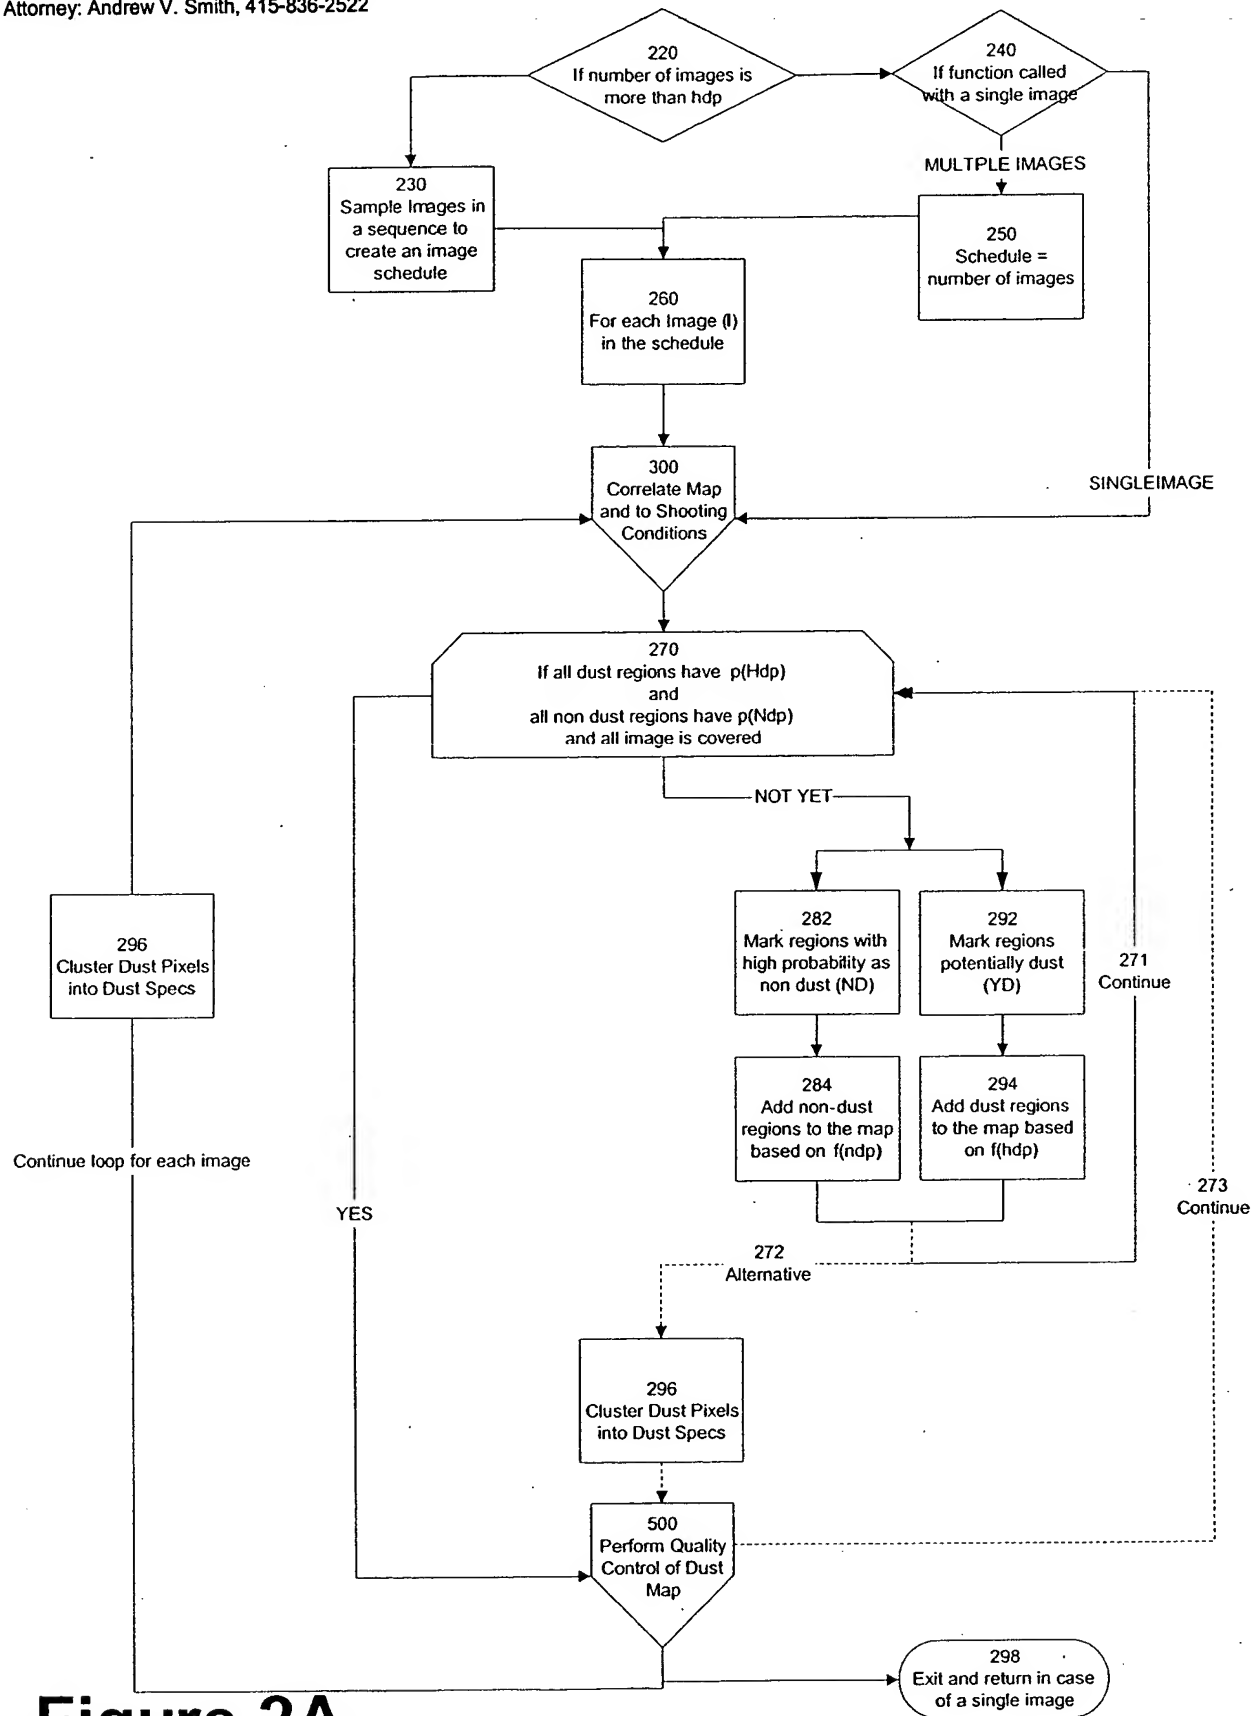 Attorney: Andrew V. Smith, 415-836-2522
220
If number of images is
more than hdp
240
If function called
with a single image
MULTPLE IMAGES
230
Sample Images in
a sequence to
create an image
schedule
250
Schedule =
number of images
260
For each Image (I)
in the schedule
300
Correlate Map
and to Shooting
Conditions
SINGLEIMAGE
270
If all dust regions have p(Hdp)
and
all non dust regions have p(Ndp)
and all image is covered
NOT YET
282
Mark regions with
high probability as
non dust (ND)
292
Mark regions
potentially dust
(YD)
271
Continue
296
Cluster Dust Pixels
into Dust Specs
284
Add non-dust
regions to the map
based on f(ndp)
294
Add dust regions
to the map based
on f(hdp)
Continue loop for each image
YES
273
Continue
272
Alternative
296
Cluster Dust Pixels
into Dust Specs
500
Perform Quality
Control of Dust
Map
298
Exit and return in case
of a single image
Figure 2A